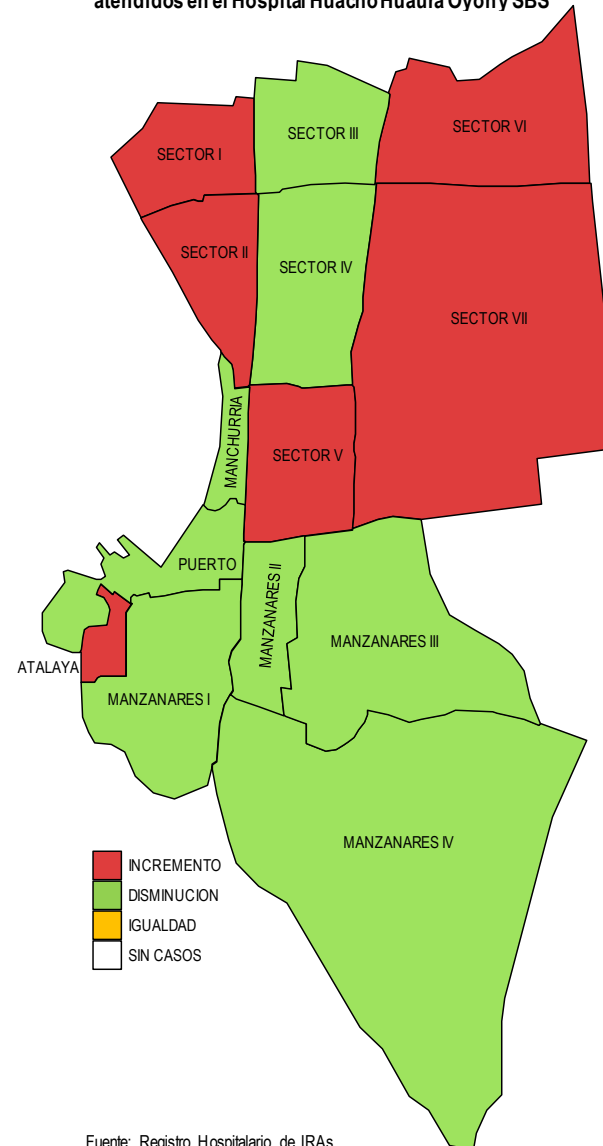 atendidos en el Hospital Huacho Huaura Oyon y SBS
SECTOR I
SECTOR III
SECTOR VI
SECTOR II
SECTOR IV
SECTOR VII
MANCHURRIA
SECTOR V
PUERTO
MANZANARES II
MANZANARES III
ATALAYA
MANZANARES I
MANZANARES IV
INCREMENTO
DISMINUCION
IGUALDAD
SIN CASOS
Fuente: Registro Hospitalario de IRAs